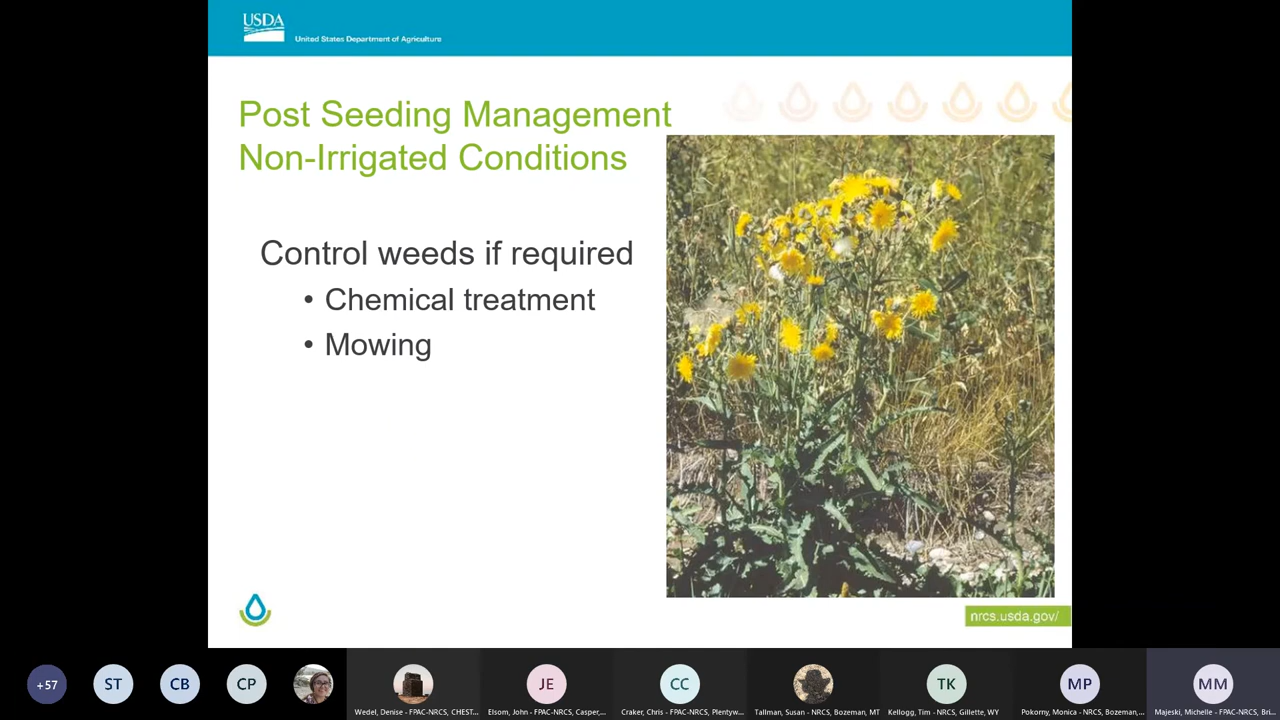 USDA
United States Department of Agriculture
Post Seeding Management
Non-Irrigated Conditions
Control weeds if required
• Chemical treatment
• Mowing
nrcs.usda.gov/
+57
ST
CB
CP
JE
CC
TK
MP
MM
Wedel, Denise - FPAC-NRCS, CHEST...
Elsom, John - FPAC-NRCS, Casper,...
Craker, Chris - FPAC-NRCS, Plentyw...
Tallman, Susan - NRCS, Bozeman, MT
Kellogg, Tim - NRCS, Gillette, WY
Pokorny, Monica - NRCS, Bozeman,...
Majeski, Michelle - FPAC-NRCS, Bri...